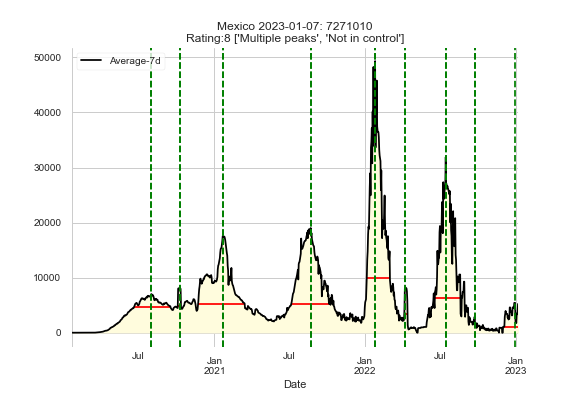 Mexico 2023-01-07: 7271010
Rating:8 ['Multiple peaks', 'Not in control']
Average-7d
50000
40000
30000
20000
10000
0
Jul
Jan
2021
Jul
Jan
2022
Jul
Jan
2023
Date